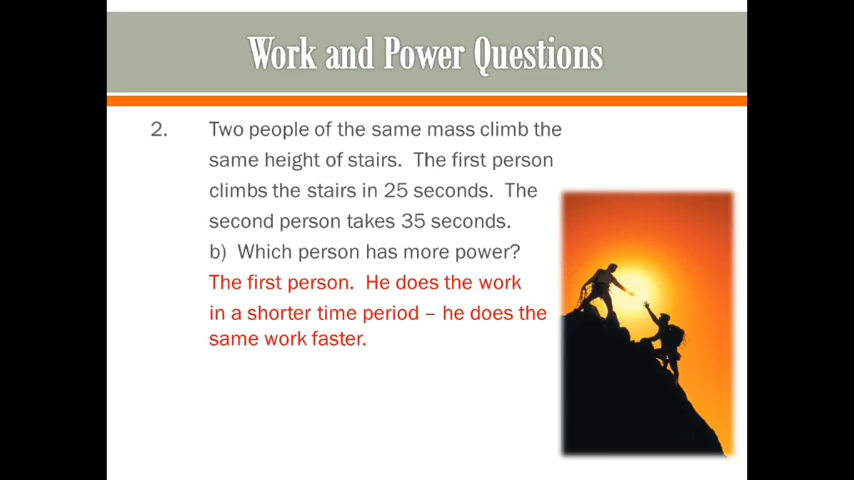 Work and Power Questions
2. Two people of the same mass climb the
same height of stairs. The first person
climbs the stairs in 25 seconds. The
second person takes 35 seconds.
b) Which person has more power?
The first person. He does the work
in a shorter time period – he does the
same work faster.